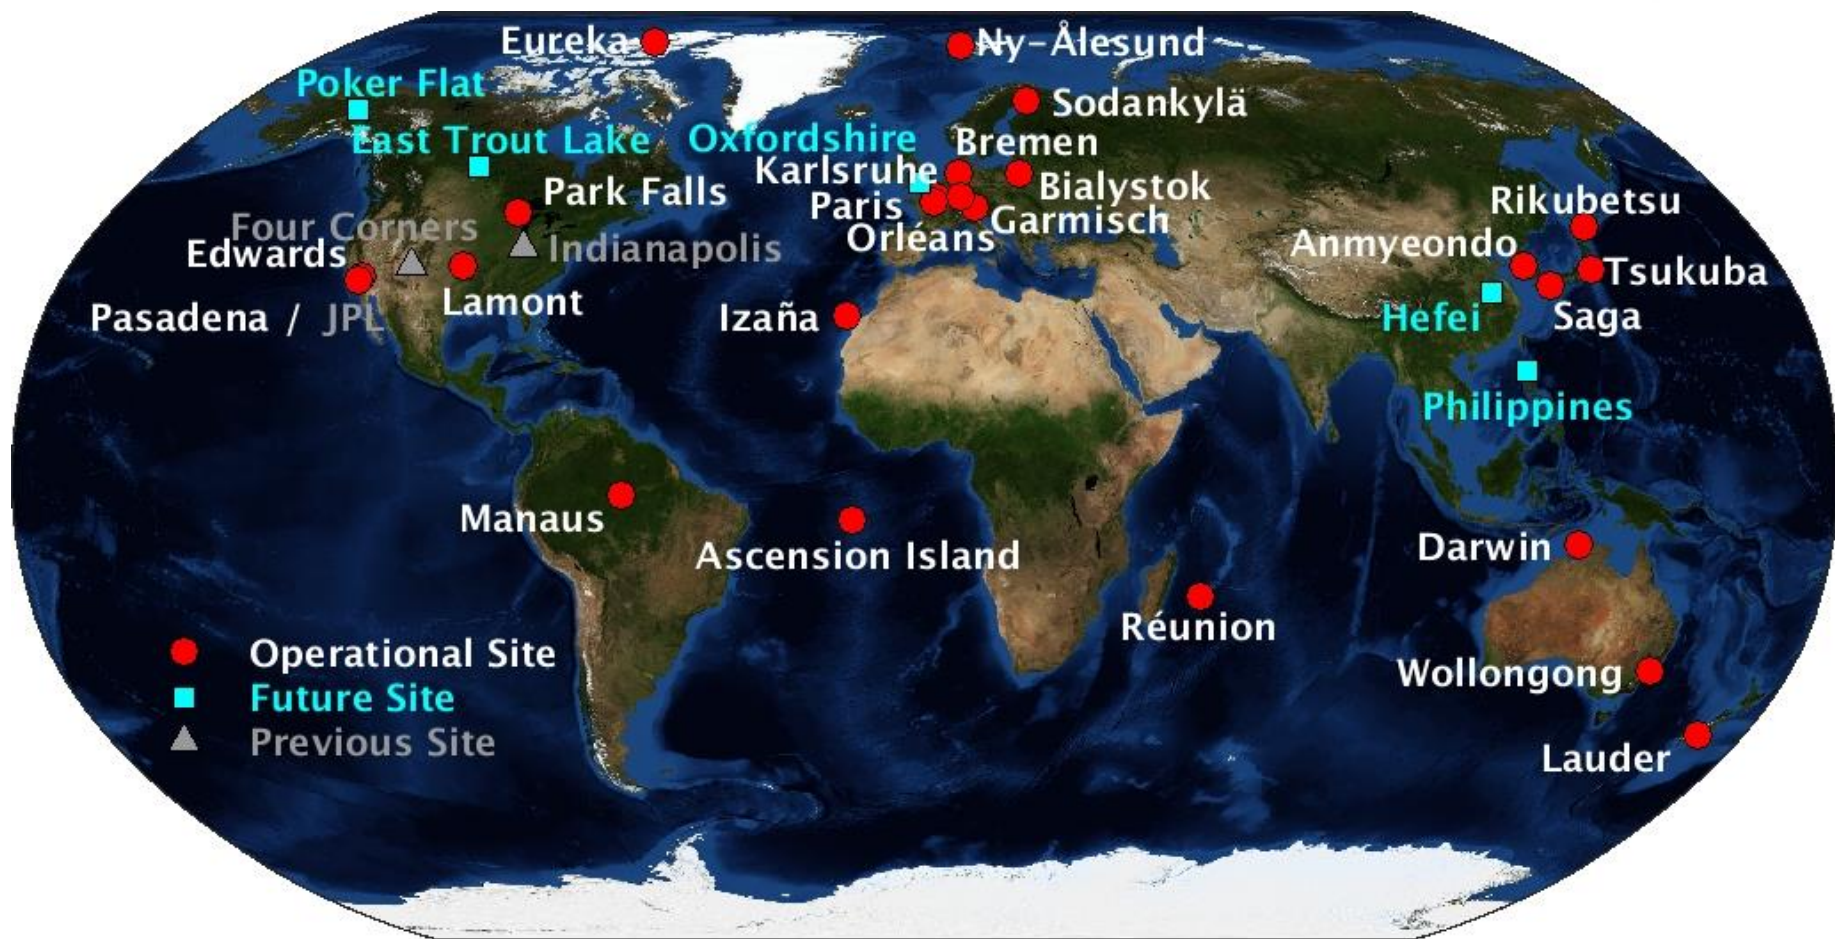 Eureka
Ny-Ålesund
Poker Flat
Sodankylä
East Trout Lake
Oxfordshire
Bremen
Karlsruhe
Bialystok
Park Falls
Paris
Rikubetsu
Garmisch
Four Corners
Orléans
Anmyeondo
Edwards
Indianapolis
Tsukuba
Lamont
Pasadena / JPL
Izaña
Hefei
Saga
Philippines
Manaus
Ascension Island
Darwin
Réunion
Operational Site
Future Site
Previous Site
Wollongong
Lauder